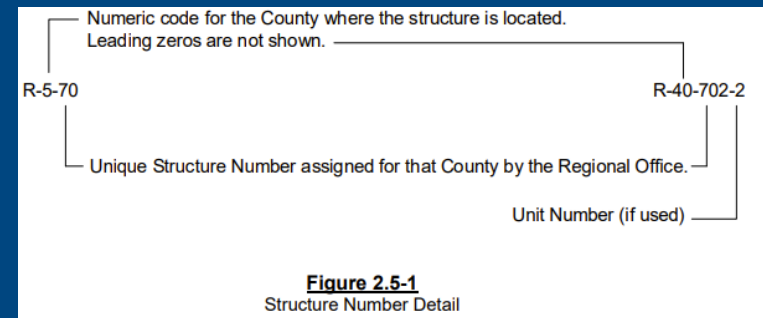 Numeric code for the County where the structure is located.
Leading zeros are not shown.
R-5-70
R-40-702-2
Unique Structure Number assigned for that County by the Regional Office.
Unit Number (if used)
Figure 2.5-1
Structure Number Detail